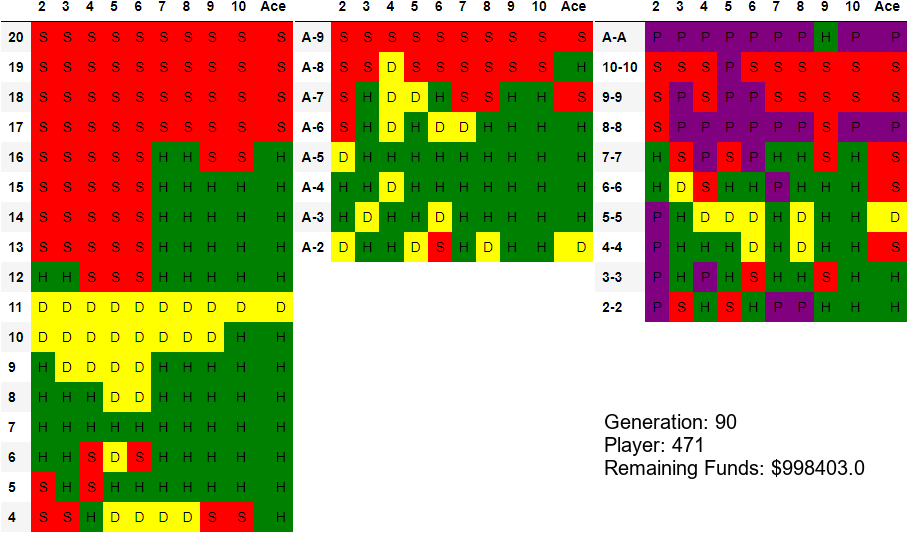 2 3 4 5 6 7 8 9 10 Ace
20 S S S S S S S S S S
19 S S S S S S S S S S
18 S S S S S S S S S S
17 S S S S S S S S S S
16 S S S S S H H S S H
15 S S S S S H H H H H
14 S S S S S H H H H H
13 S S S S S H H H H H
12 H H S S S H H H H H
11 D D D D D D D D D D
10 D D D D D D D D H H
9 H D D D D H H H H H
8 H H H D D H H H H H
7 H H H H H H H H H H
6 H H S D S H H H H H
5 S H S H H H H H H H
4 S S H D D D D S S H
2 3 4 5 6 7 8 9 10 Ace
A-9 S S S S S S S S S S
A-8 S S D S S S S S S H
A-7 S H D D H S S H H S
A-6 S H D H D D H H H H
A-5 D H H H H H H H H H
A-4 H H D H H H H H H H
A-3 H D H H D H H H H H
A-2 D H H D S H D H H D
2 3 4 5 6 7 8 9 10 Ace
A-A P P P P P P P H P P
10-10 S S S P S S S S S S
9-9 S P S P P S S S S S
8-8 S P P P P P P S P P
7-7 H S P S P H H S H S
6-6 H D S H H P H H H S
5-5 P H D D D H D H H D
4-4 P H H H D H D H H S
3-3 P H P H S H H S H H
2-2 P S H S H P P H H H
Generation: 90
Player: 471
Remaining Funds: $998403.0